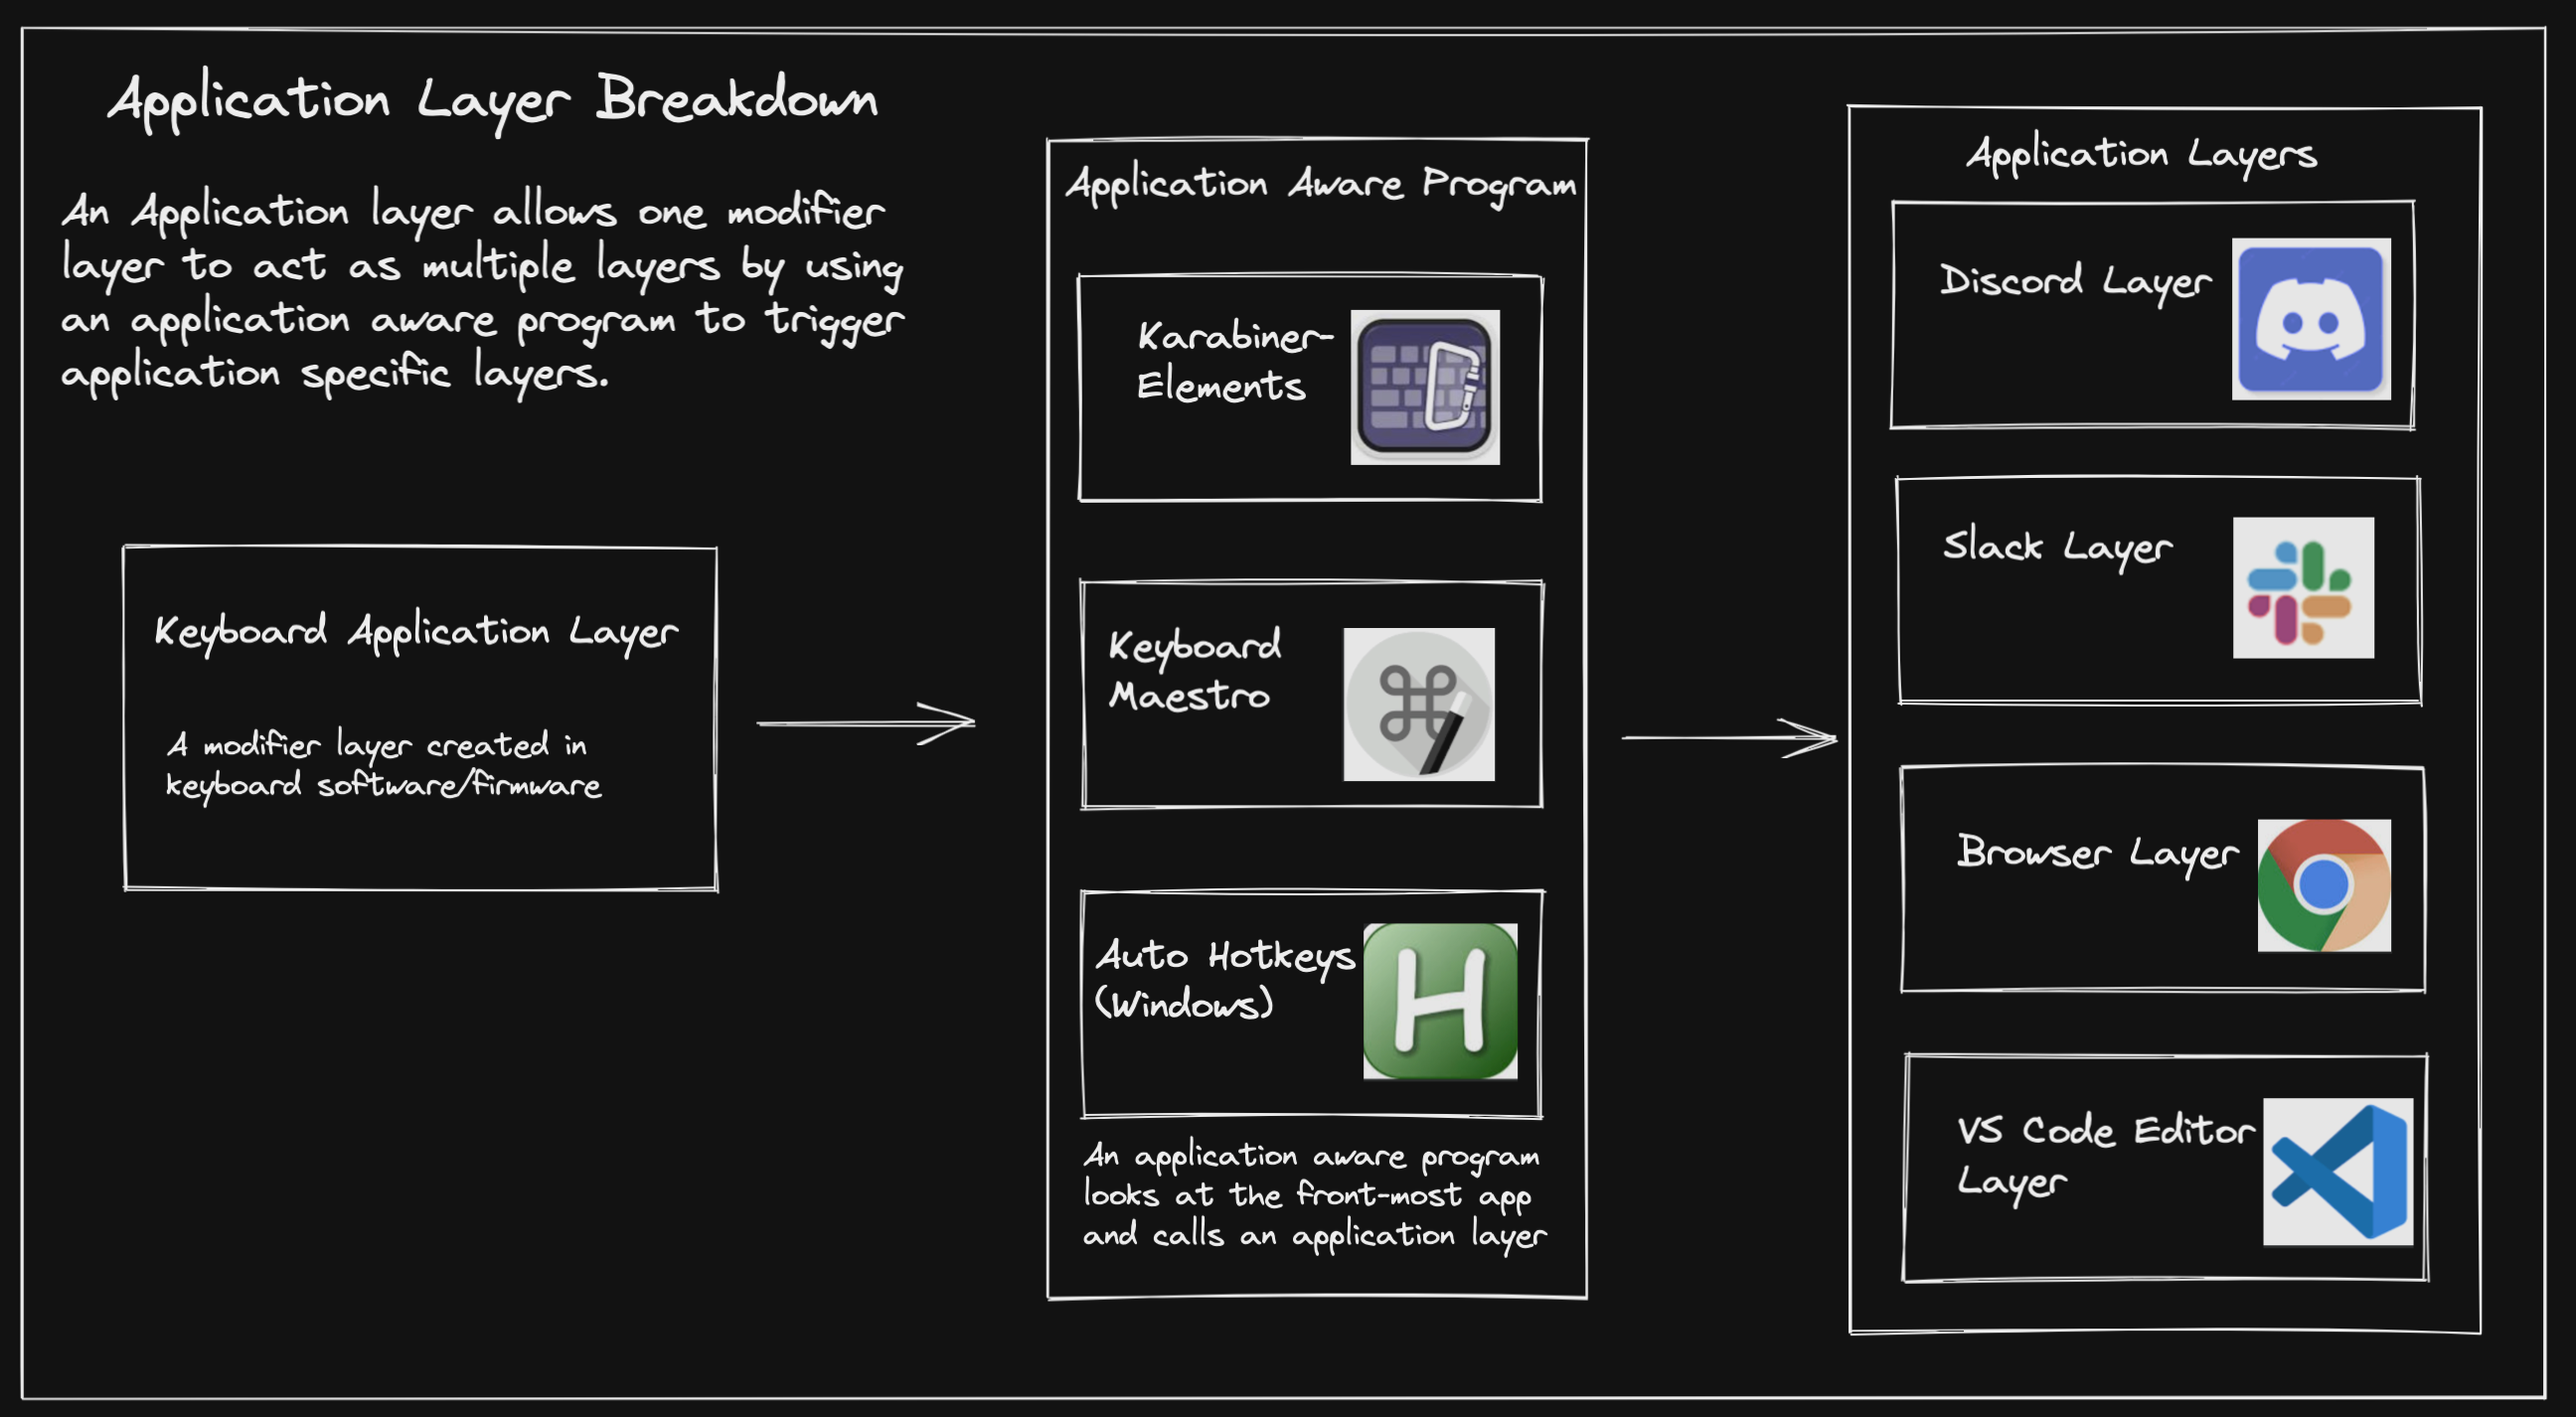 Application Layer Breakdown
An Application layer allows one modifier
layer to act as multiple layers by using
an application aware program to trigger
application specific layers.
Keyboard Application Layer
A modifier layer created in
keyboard software/firmware
Application Aware Program
Karabiner-
Elements
Keyboard
Maestro
Auto Hotkeys
(Windows)
H
An application aware program
looks at the front-most app
and calls an application layer
Application Layers
Discord Layer
Slack Layer
Browser Layer
VS Code Editor
Layer